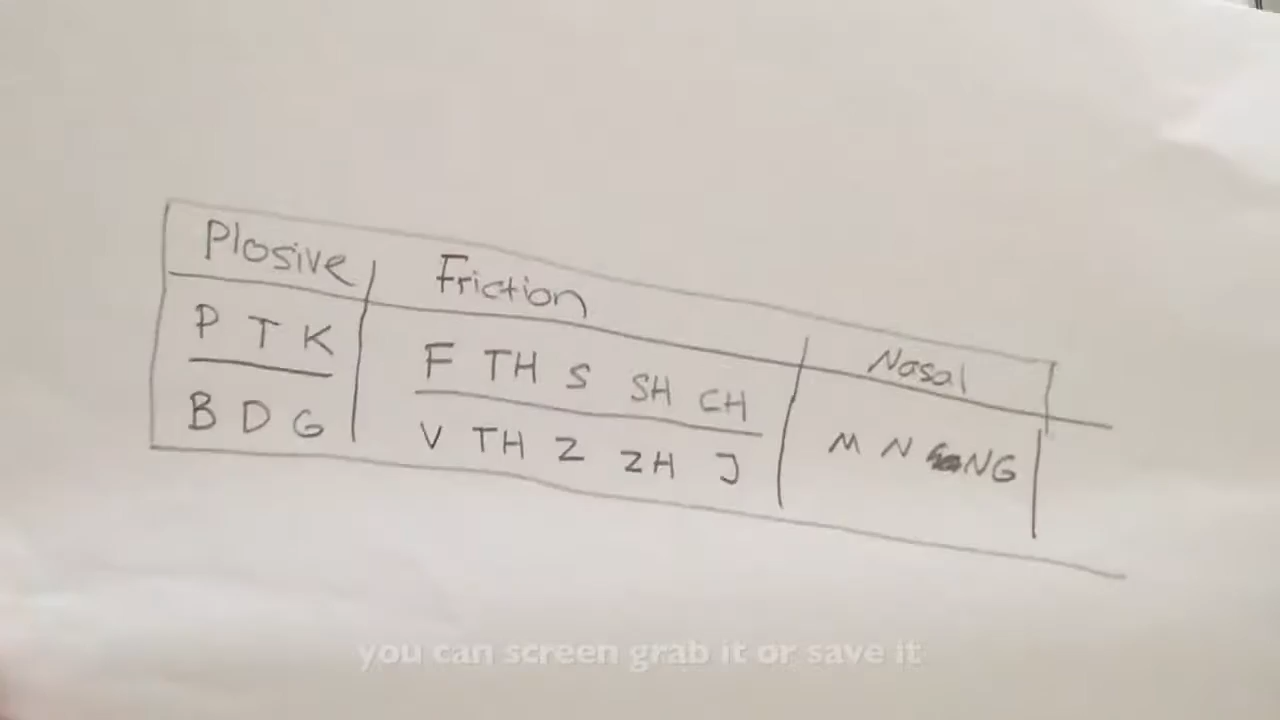 Plosive Friction Nasal
P T K F TH S SH CH M N NG
B D G V TH Z ZH J
you can screen grab it or save it